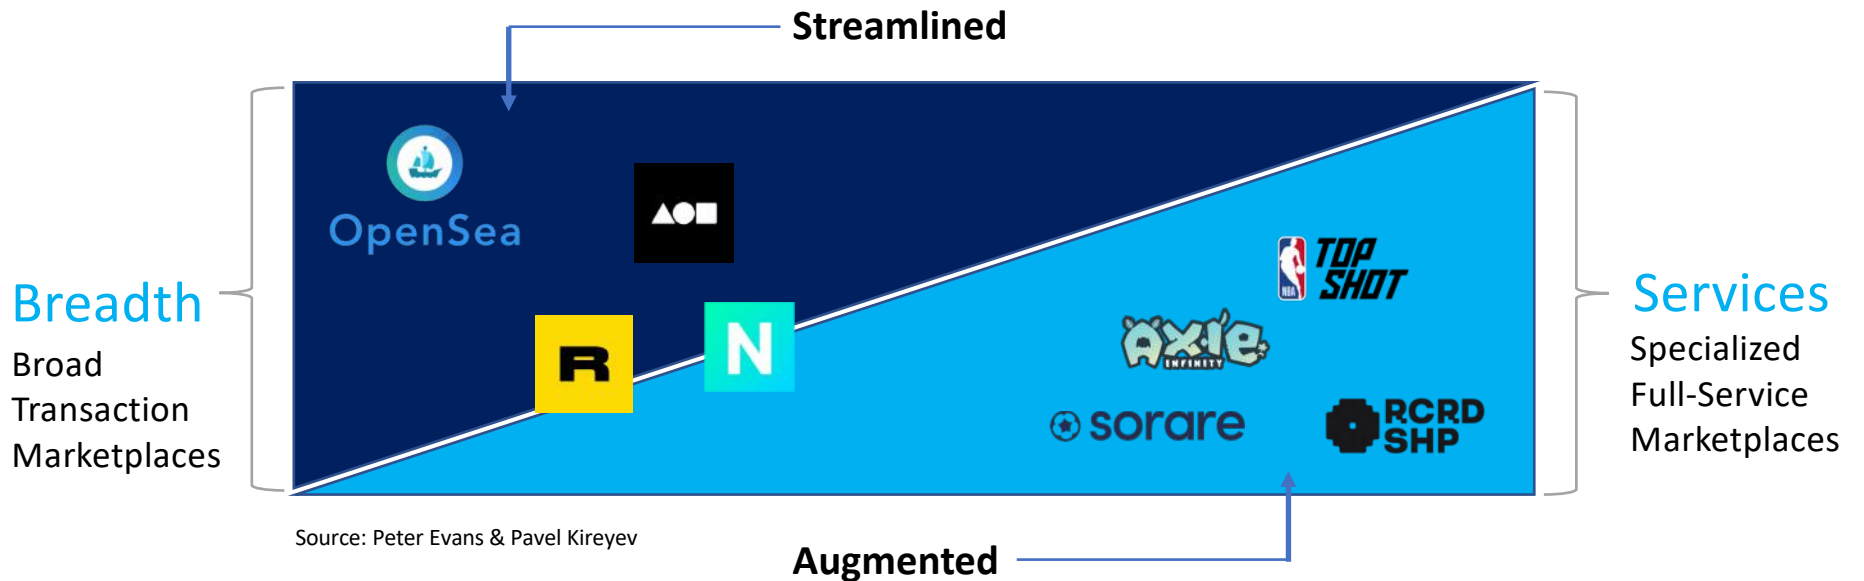 Streamlined
OpenSea
Breadth
Broad
Transaction
Marketplaces
R
N
NBA
TOP
SHOT
AXIE
INFINITY
sorare
RCRD
SHP
Services
Specialized
Full-Service
Marketplaces
Source: Peter Evans & Pavel Kireyev
Augmented